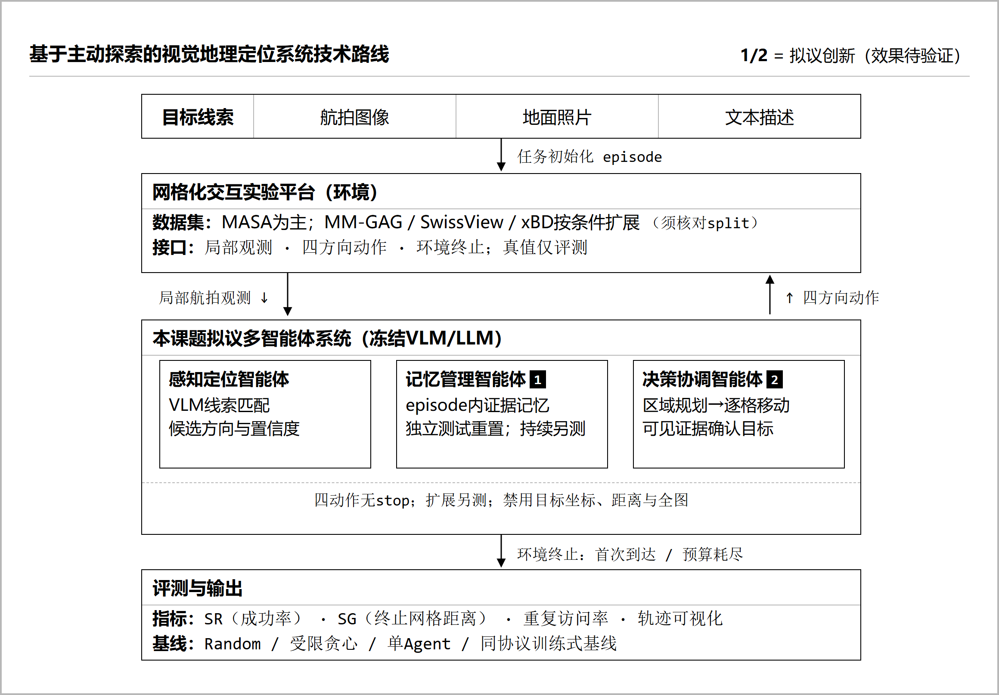 基于主动探索的视觉地理定位系统技术路线
1/2 = 拟议创新（效果待验证）
目标线索 航拍图像 地面照片 文本描述
任务初始化 episode
网格化交互实验平台（环境）
数据集：MASA为主；MM-GAG / SwissView / xBD按条件扩展（须核对split）
接口：局部观测 · 四方向动作 · 环境终止；真值仅评测
局部航拍观测 ↓
↑ 四方向动作
本课题拟议多智能体系统（冻结VLM/LLM）
感知定位智能体
VLM线索匹配
候选方向与置信度
记忆管理智能体 1
episode内证据记忆
独立测试重置；持续另测
决策协调智能体 2
区域规划→逐格移动
可见证据确认目标
四动作无stop；扩展另测；禁用目标坐标、距离与全图
环境终止：首次到达 / 预算耗尽
评测与输出
指标：SR（成功率） · SG（终止网格距离） · 重复访问率 · 轨迹可视化
基线：Random / 受限贪心 / 单Agent / 同协议训练式基线